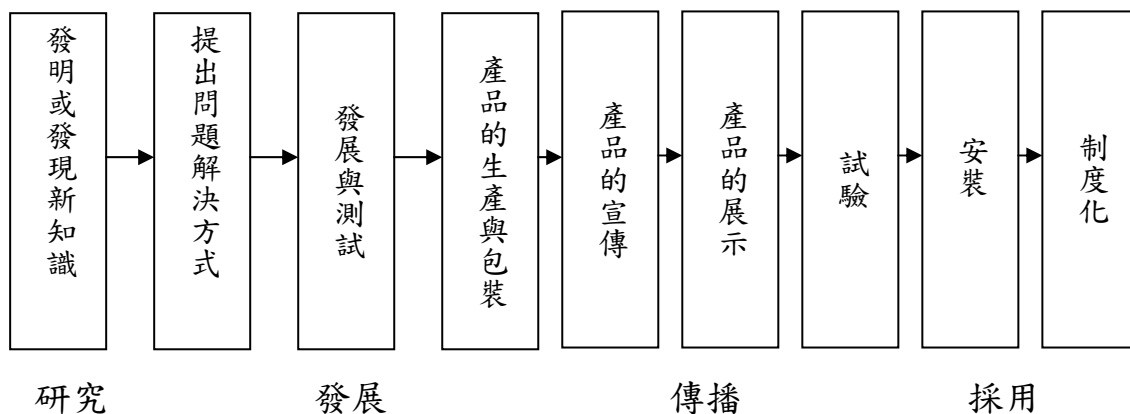 發明或發現新知識
提出問題解決方式
發展與測試
產品的生產與包裝
產品的宣傳
產品的展示
試驗
安裝
制度化
研究
發展
傳播
採用